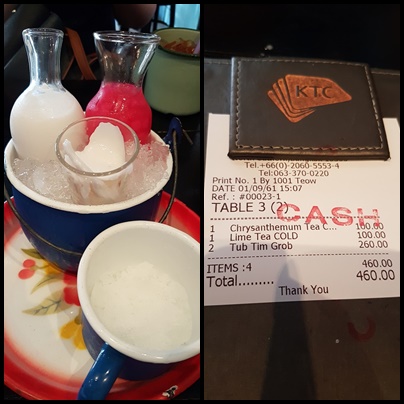 KTC
Tel.+66(0)-2060-5553-4
Tel:063-370-0220
Print No. 1 By 1001 Teow
DATE 01/09/61 15:07
Ref. : #00023-1
TABLE 3 (2)
CASH
1 Chrysanthemum Tea C... 100.00
1 Lime Tea COLD 100.00
2 Tub Tim Grob 260.00
ITEMS :4 460.00
Total......... 460.00
Thank You